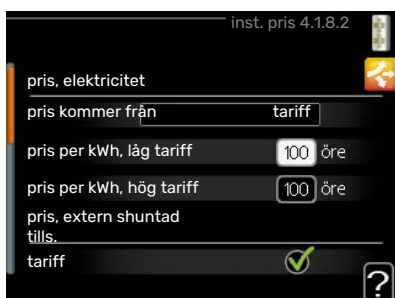 inst. pris 4.1.8.2
pris, elektricitet
pris kommer från tariff
pris per kWh, låg tariff 100 öre
pris per kWh, hög tariff 100 öre
pris, extern shuntad
tills.
tariff
?